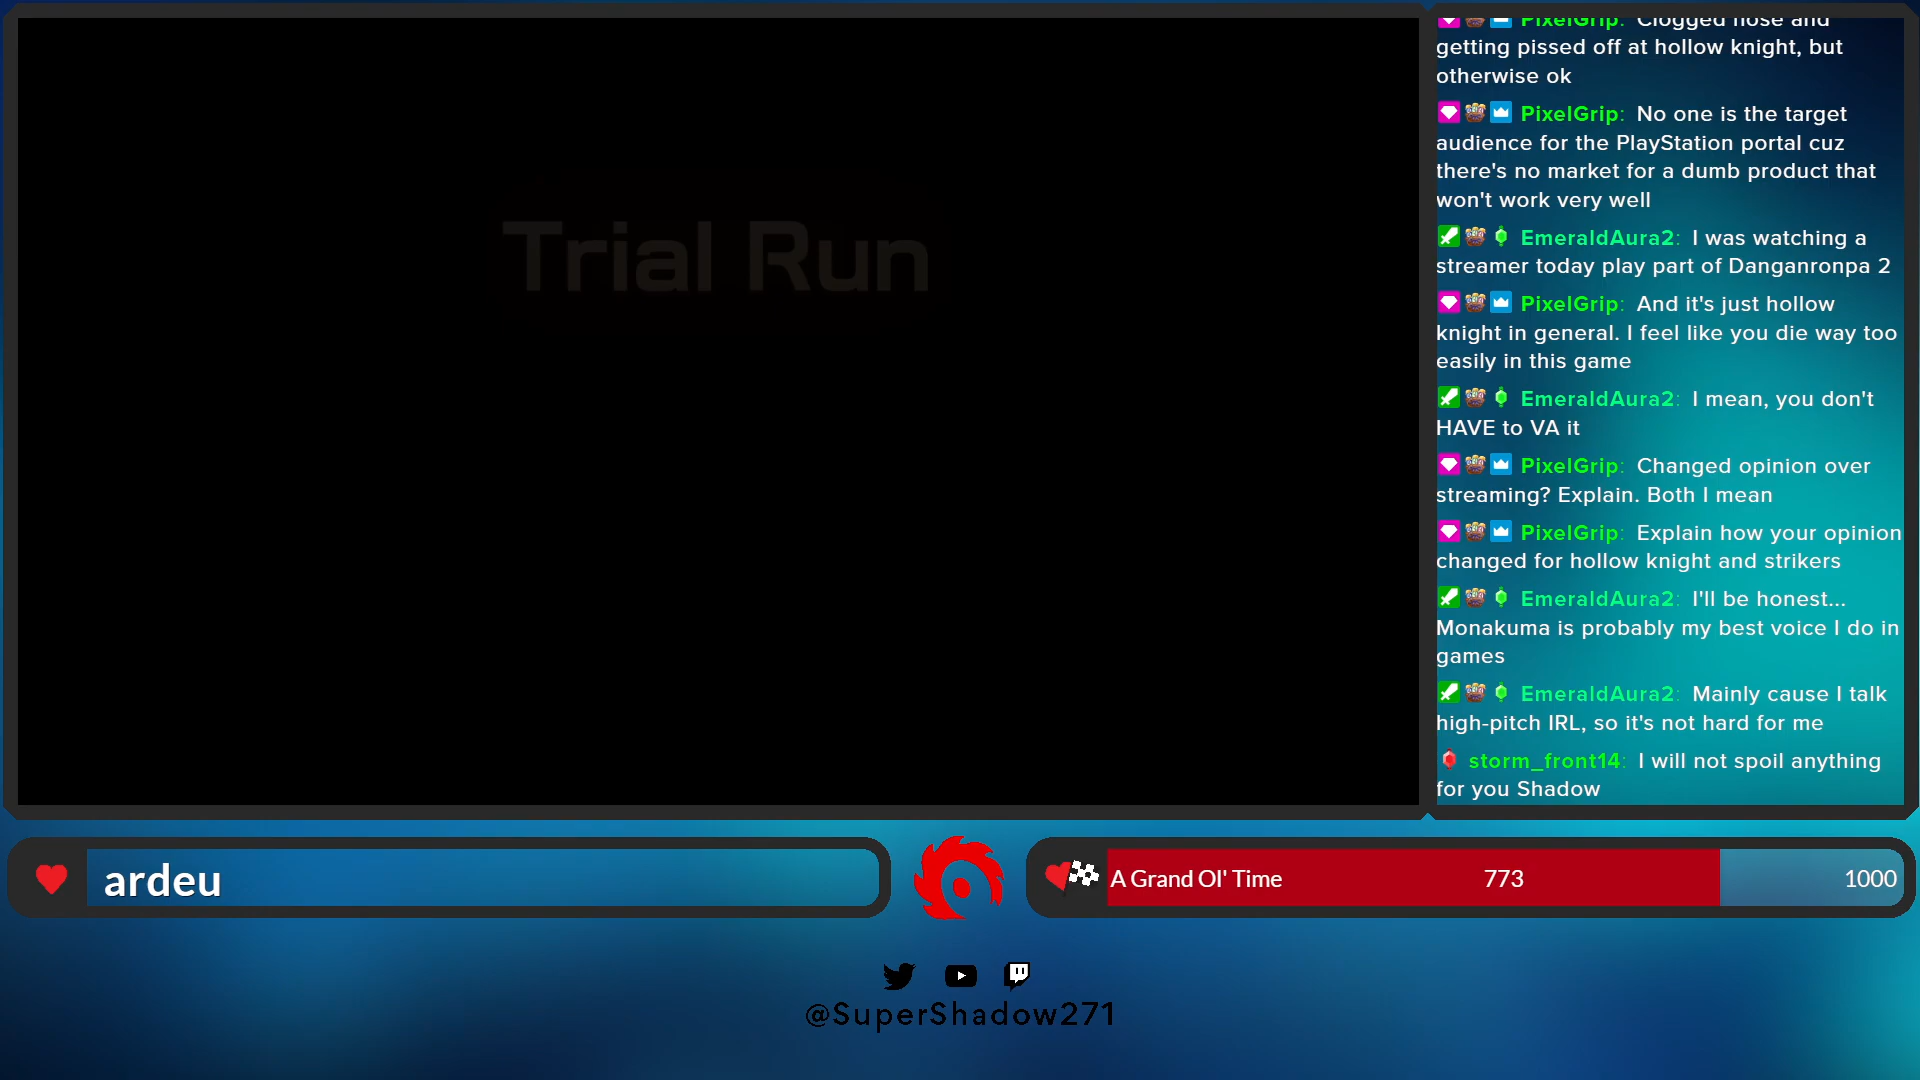 Trial Run
PixelGrip: Clogged nose and
getting pissed off at hollow knight, but
otherwise ok
PixelGrip: No one is the target
audience for the PlayStation portal cuz
there's no market for a dumb product that
won't work very well
EmeraldAura2: I was watching a
streamer today play part of Danganronpa 2
PixelGrip: And it's just hollow
knight in general. I feel like you die way too
easily in this game
EmeraldAura2: I mean, you don't
HAVE to VA it
PixelGrip: Changed opinion over
streaming? Explain. Both I mean
PixelGrip: Explain how your opinion
changed for hollow knight and strikers
EmeraldAura2: I'll be honest...
Monakuma is probably my best voice I do in
games
EmeraldAura2: Mainly cause I talk
high-pitch IRL, so it's not hard for me
storm_front14: I will not spoil anything
for you Shadow
ardeu
A Grand Ol' Time 773 1000
@SuperShadow271